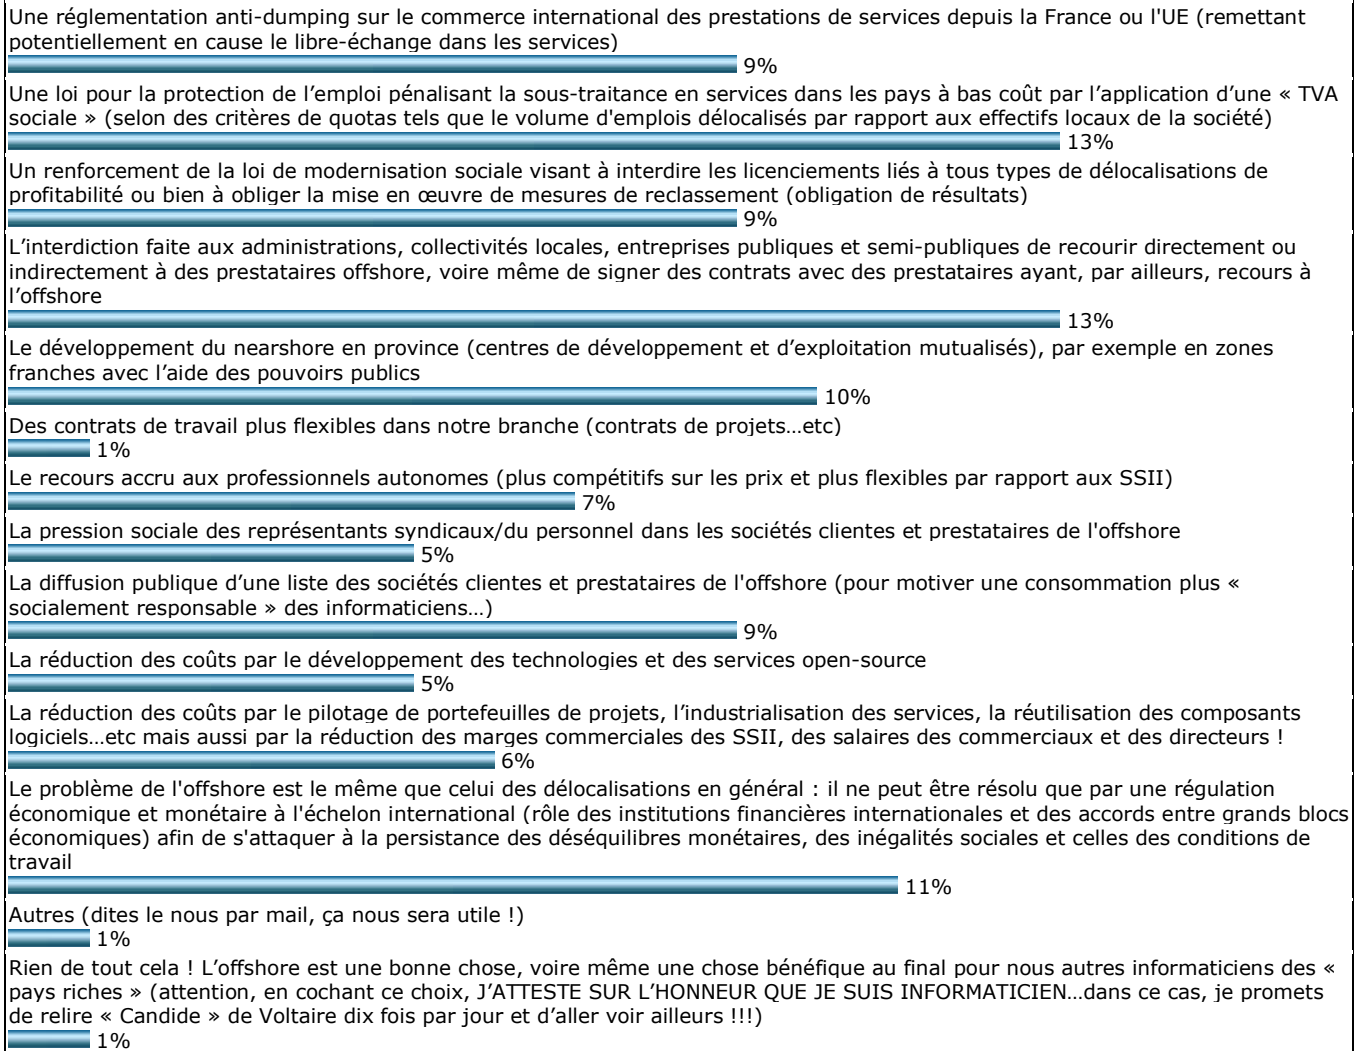 Une réglementation anti-dumping sur le commerce international des prestations de services depuis la France ou l'UE (remettant
potentiellement en cause le libre-échange dans les services)
9%
Une loi pour la protection de l’emploi pénalisant la sous-traitance en services dans les pays à bas coût par l’application d’une « TVA
sociale » (selon des critères de quotas tels que le volume d'emplois délocalisés par rapport aux effectifs locaux de la société)
13%
Un renforcement de la loi de modernisation sociale visant à interdire les licenciements liés à tous types de délocalisations de
profitabilité ou bien à obliger la mise en œuvre de mesures de reclassement (obligation de résultats)
9%
L’interdiction faite aux administrations, collectivités locales, entreprises publiques et semi-publiques de recourir directement ou
indirectement à des prestataires offshore, voire même de signer des contrats avec des prestataires ayant, par ailleurs, recours à
l’offshore
13%
Le développement du nearshore en province (centres de développement et d’exploitation mutualisés), par exemple en zones
franches avec l’aide des pouvoirs publics
10%
Des contrats de travail plus flexibles dans notre branche (contrats de projets…etc)
1%
Le recours accru aux professionnels autonomes (plus compétitifs sur les prix et plus flexibles par rapport aux SSII)
7%
La pression sociale des représentants syndicaux/du personnel dans les sociétés clientes et prestataires de l'offshore
5%
La diffusion publique d’une liste des sociétés clientes et prestataires de l'offshore (pour motiver une consommation plus «
socialement responsable » des informaticiens…)
9%
La réduction des coûts par le développement des technologies et des services open-source
5%
La réduction des coûts par le pilotage de portefeuilles de projets, l’industrialisation des services, la réutilisation des composants
logiciels…etc mais aussi par la réduction des marges commerciales des SSII, des salaires des commerciaux et des directeurs !
6%
Le problème de l'offshore est le même que celui des délocalisations en général : il ne peut être résolu que par une régulation
économique et monétaire à l'échelon international (rôle des institutions financières internationales et des accords entre grands blocs
économiques) afin de s'attaquer à la persistance des déséquilibres monétaires, des inégalités sociales et celles des conditions de
travail
11%
Autres (dites le nous par mail, ça nous sera utile !)
1%
Rien de tout cela ! L’offshore est une bonne chose, voire même une chose bénéfique au final pour nous autres informaticiens des «
pays riches » (attention, en cochant ce choix, J’ATTESTE SUR L’HONNEUR QUE JE SUIS INFORMATICIEN…dans ce cas, je promets
de relire « Candide » de Voltaire dix fois par jour et d’aller voir ailleurs !!!)
1%